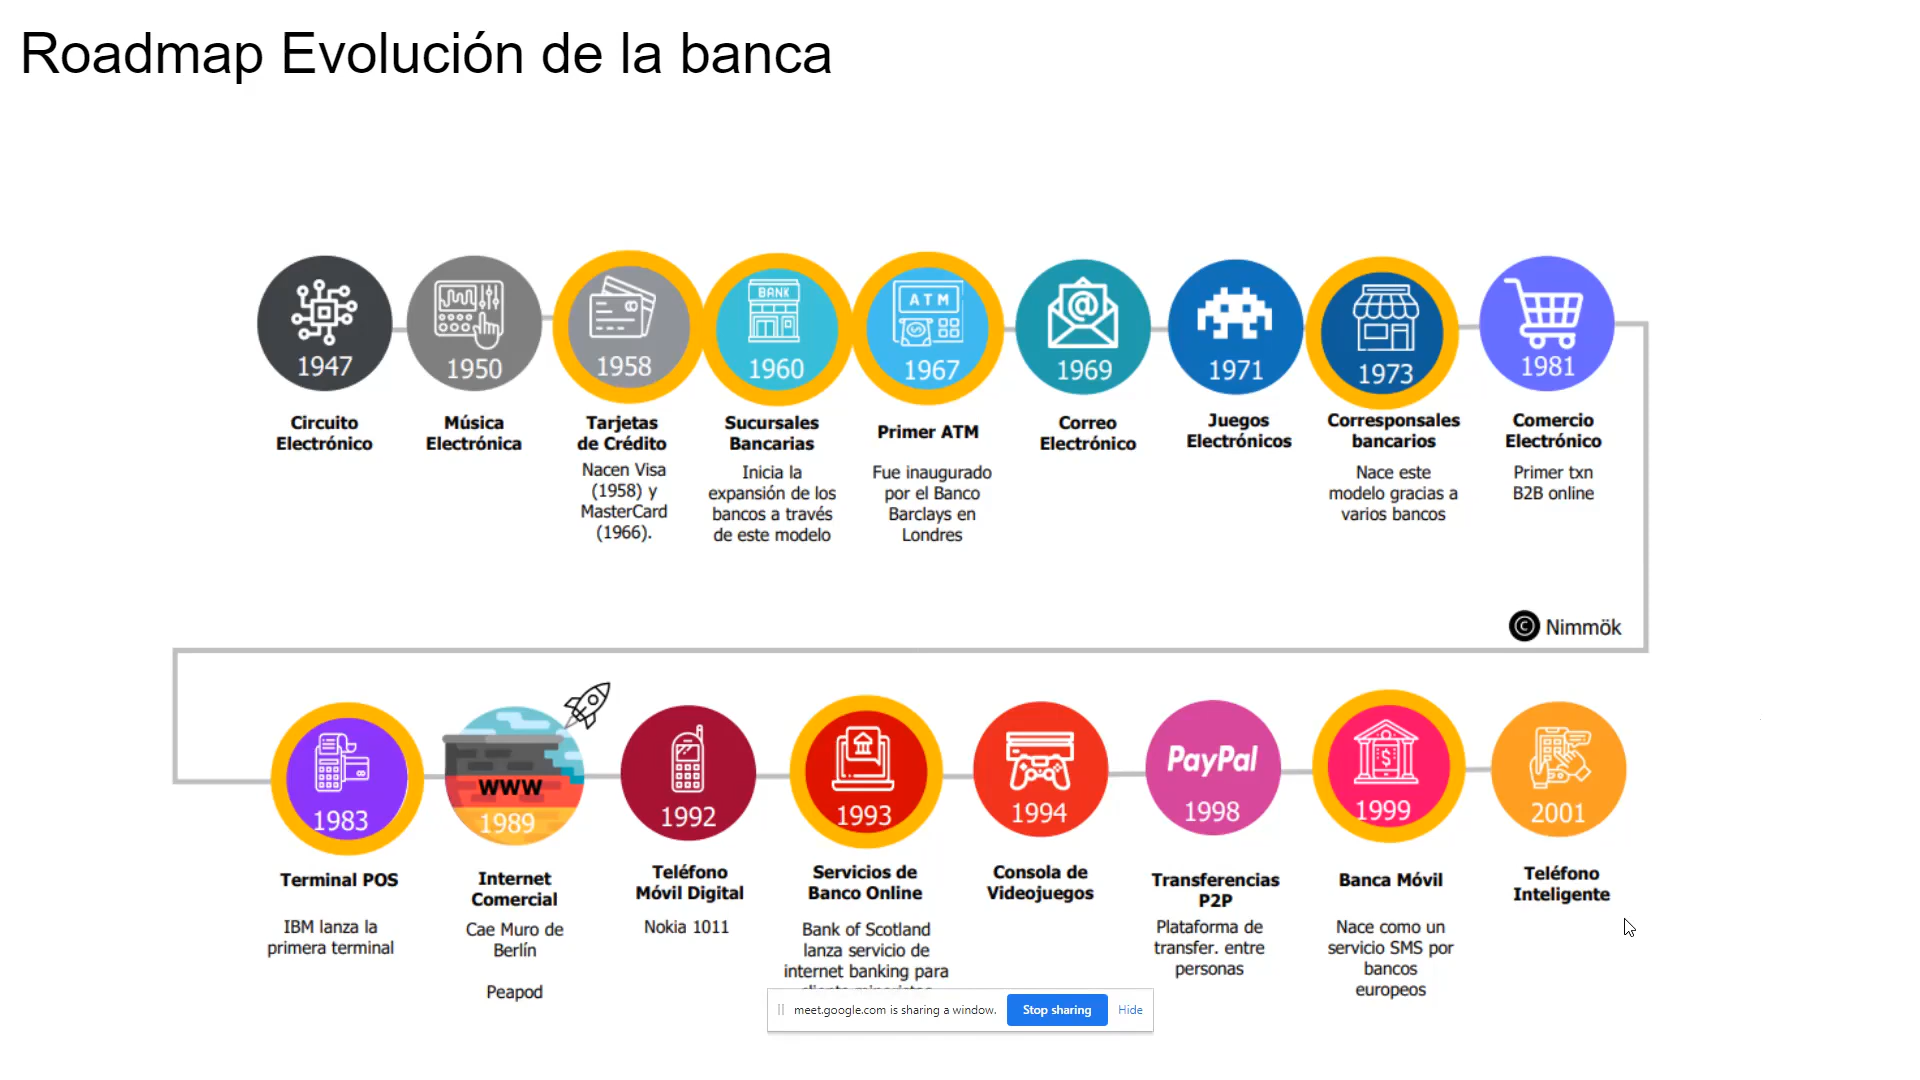 Roadmap Evolución de la banca
BANK
ATM
1947
1950
1958
1960
1967
1969
1971
1973
1981
Circuito
Electrónico
Música
Electrónica
Tarjetas
de Crédito
Nacen Visa
(1958) y
MasterCard
(1966).
Sucursales
Bancarias
Inicia la
expansión de los
bancos a través
de este modelo
Primer ATM
Fue inaugurado
por el Banco
Barclays en
Londres
Correo
Electrónico
Juegos
Electrónicos
Corresponsales
bancarios
Nace este
modelo gracias a
varios bancos
Comercio
Electrónico
Primer txn
B2B online
© Nimmök
1983
WWW
1989
1992
1993
1994
PayPal
1998
1999
2001
Terminal POS
IBM lanza la
primera terminal
Internet
Comercial
Cae Muro de
Berlín
Peapod
Teléfono
Móvil Digital
Nokia 1011
Servicios de
Banco Online
Bank of Scotland
lanza servicio de
internet banking para
Consola de
Videojuegos
Transferencias
P2P
Plataforma de
transfer. entre
personas
Banca Móvil
Nace como un
servicio SMS por
bancos
europeos
Teléfono
Inteligente
meet.google.com is sharing a window.
Stop sharing
Hide